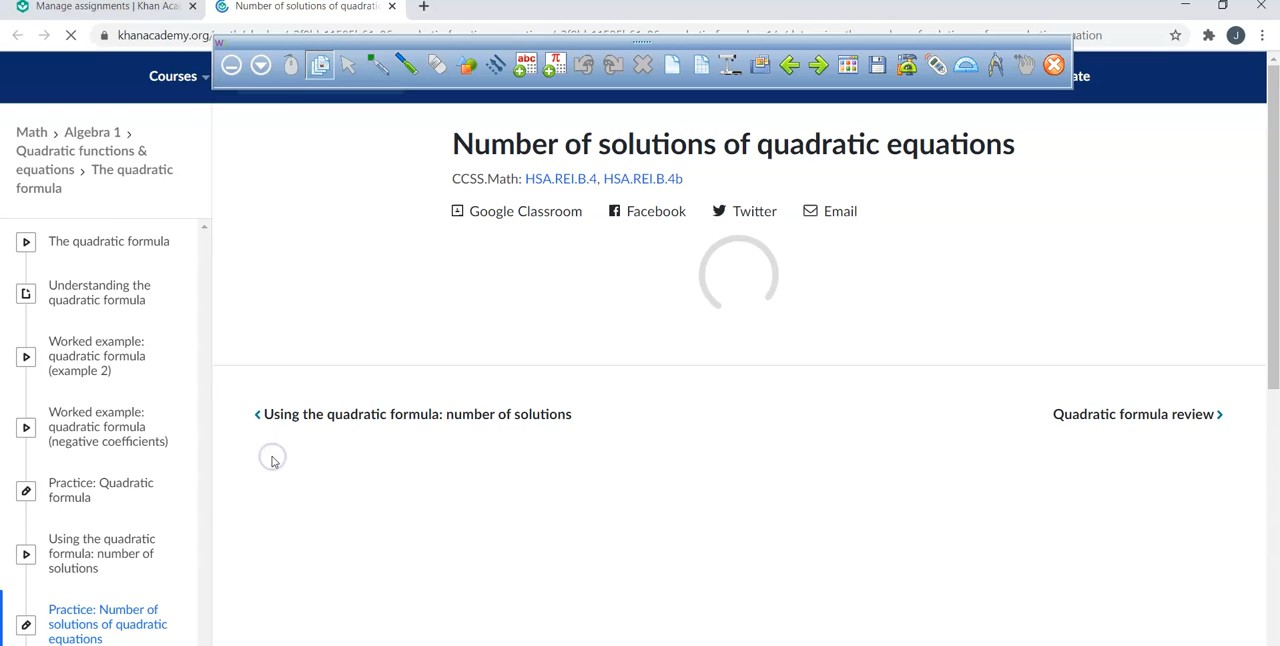 Manage assignments | Khan Aca
Number of solutions of quadrati
khanacademy.org/
ation
W
abc
π
Courses
ate
Math › Algebra 1 ›
Quadratic functions &
equations › The quadratic
formula
Number of solutions of quadratic equations
CCSS.Math: HSA.REI.B.4, HSA.REI.B.4b
Google Classroom Facebook Twitter Email
The quadratic formula
Understanding the
quadratic formula
Worked example:
quadratic formula
(example 2)
Worked example:
quadratic formula
(negative coefficients)
Practice: Quadratic
formula
Using the quadratic
formula: number of
solutions
Practice: Number of
solutions of quadratic
equations
‹ Using the quadratic formula: number of solutions
Quadratic formula review ›
J